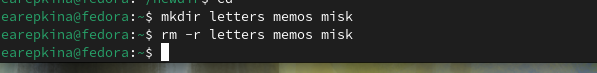 earepkina@fedora:~$ mkdir letters memos misk
earepkina@fedora:~$ rm -r letters memos misk
earepkina@fedora:~$